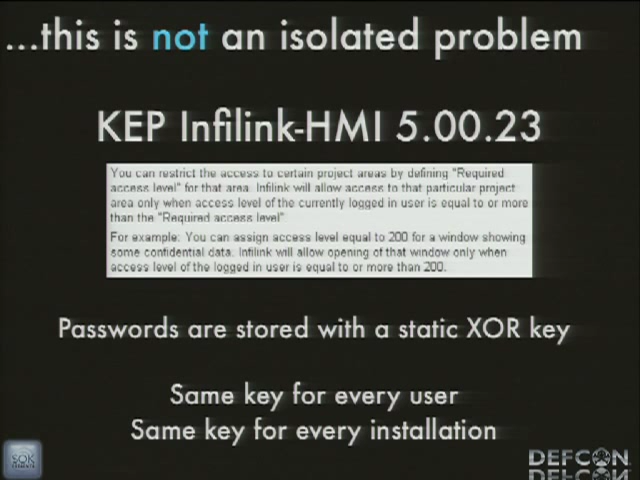 ...this is not an isolated problem
KEP Infilink-HMI 5.00.23
You can restrict the access to certain project areas by defining "Required
access level" for that area. Infilink will allow access to that particular project
area only when access level of the currently logged in user is equal to or more
than the "Required access level"
For example: You can assign access level equal to 200 for a window showing
some confidential data. Infilink will allow opening of that window only when
access level of the logged in user is equal to or more than 200.
Passwords are stored with a static XOR key
Same key for every user
Same key for every installation
SOK
DEFCON